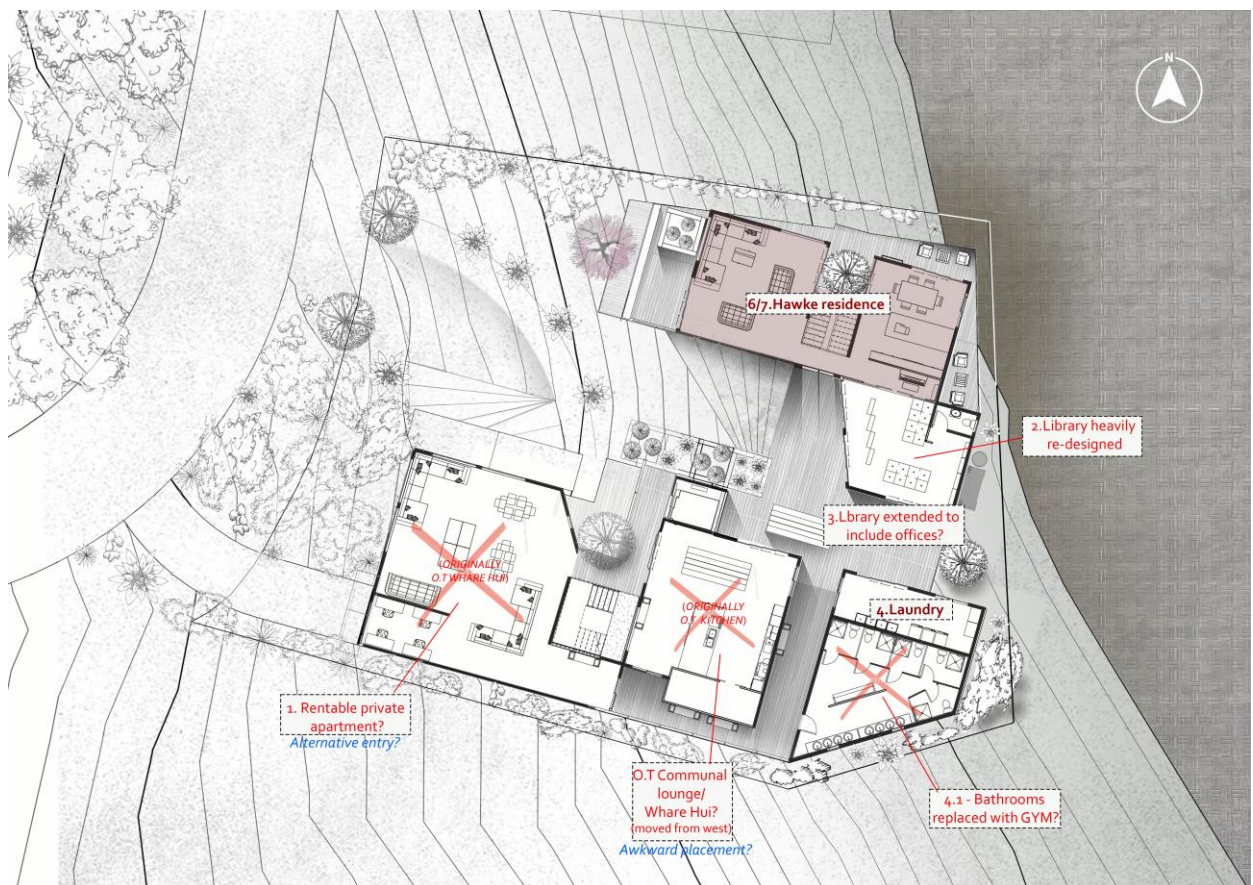 N
6/7.Hawke residence
2.Library heavily
re-designed
3.Lbrary extended to
include offices?
(ORIGINALLY
O.T WHARE HUI)
(ORIGINALLY
O.T. KITCHEN)
4.Laundry
1. Rentable private
apartment?
Alternative entry?
O.T Communal
lounge/
Whare Hui?
(moved from west)
Awkward placement?
4.1 - Bathrooms
replaced with GYM?